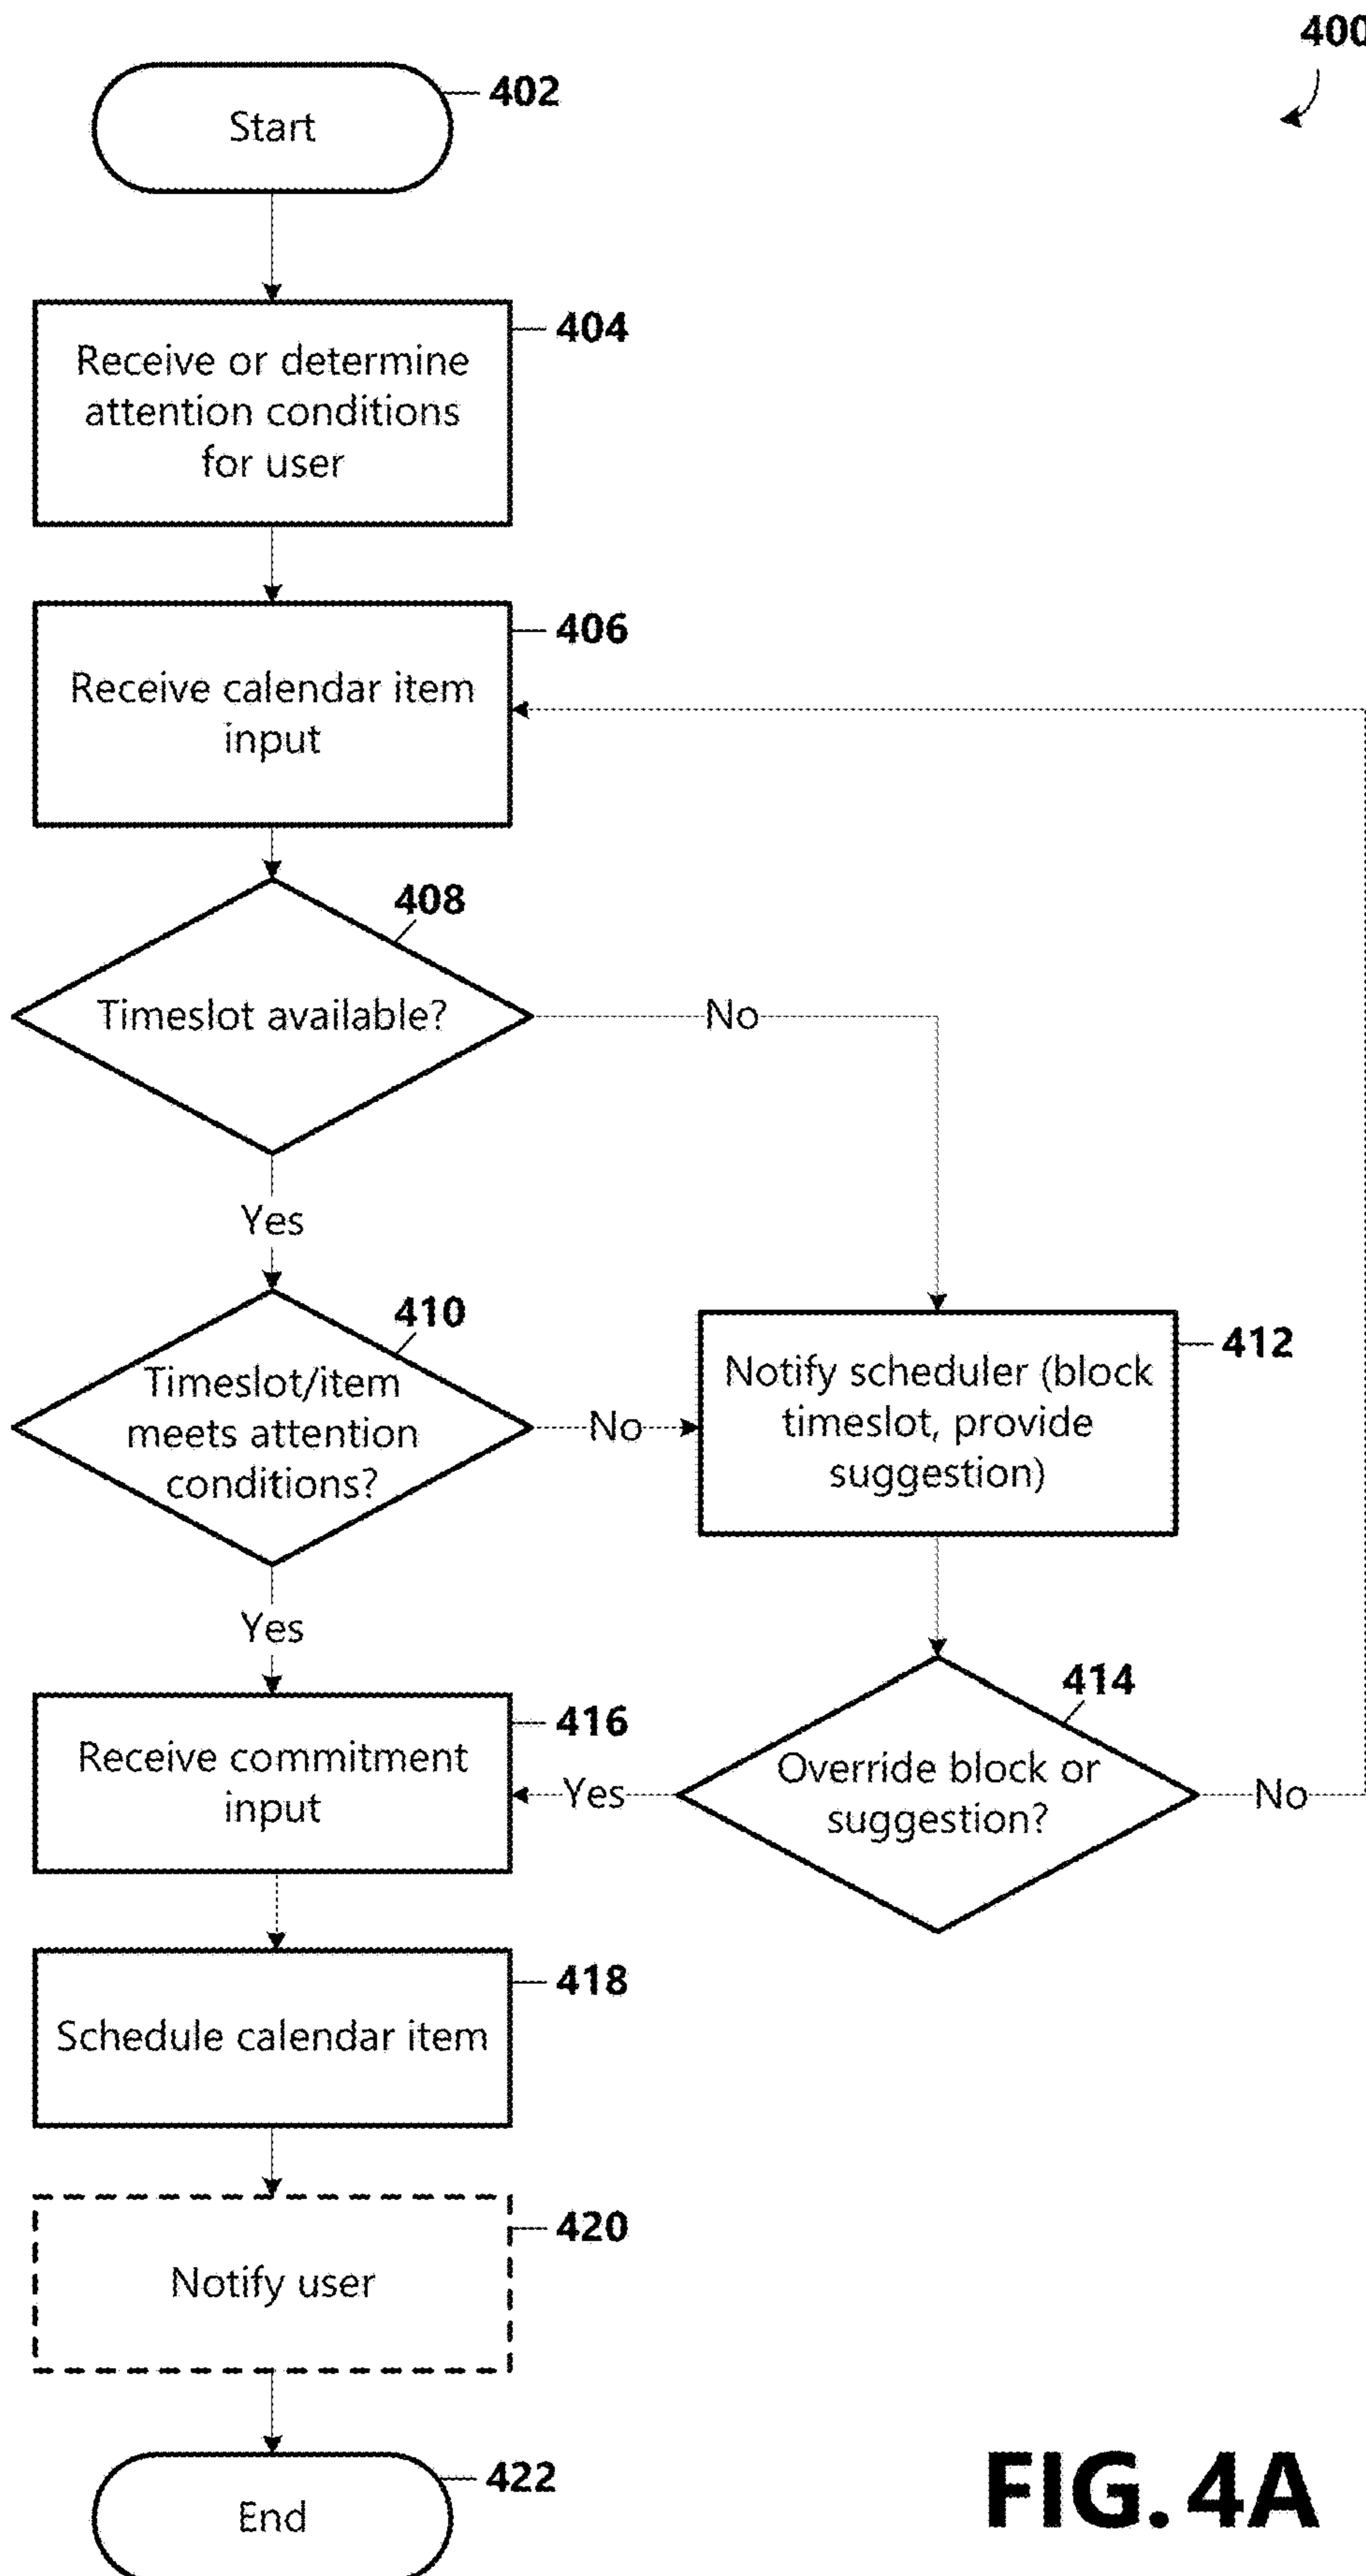 400
402
Start
404
Receive or determine
attention conditions
for user
406
Receive calendar item
input
408
Timeslot available?
No
Yes
410
Timeslot/item
meets attention
conditions?
No
412
Notify scheduler (block
timeslot, provide
suggestion)
Yes
414
Override block or
suggestion?
Yes
No
416
Receive commitment
input
418
Schedule calendar item
420
Notify user
422
End
FIG. 4A